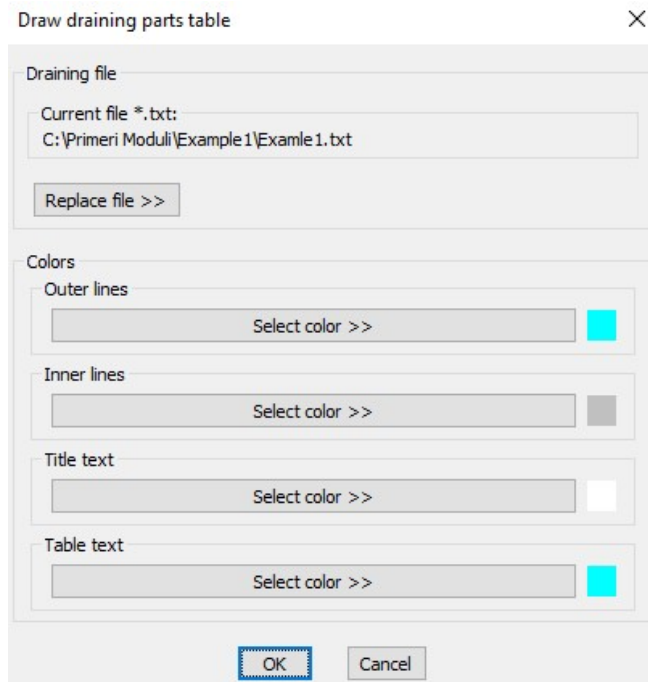 Draw draining parts table
Draining file
Current file *.txt:
C:\Primeri Moduli\Example1\Examle1.txt
Replace file >>
Colors
Outer lines
Select color >>
Inner lines
Select color >>
Title text
Select color >>
Table text
Select color >>
OK Cancel